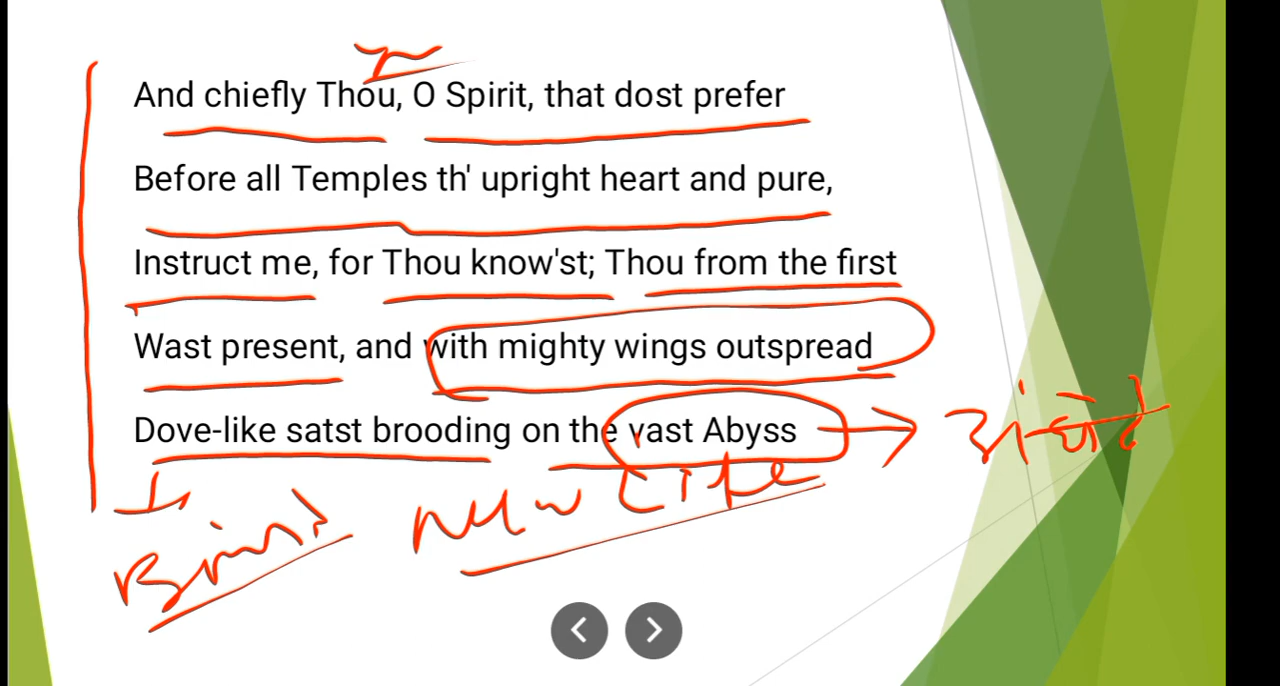 And chiefly Thou, O Spirit, that dost prefer
Before all Temples th' upright heart and pure,
Instruct me, for Thou know'st; Thou from the first
Wast present, and with mighty wings outspread
Dove-like satst brooding on the vast Abyss
New Life